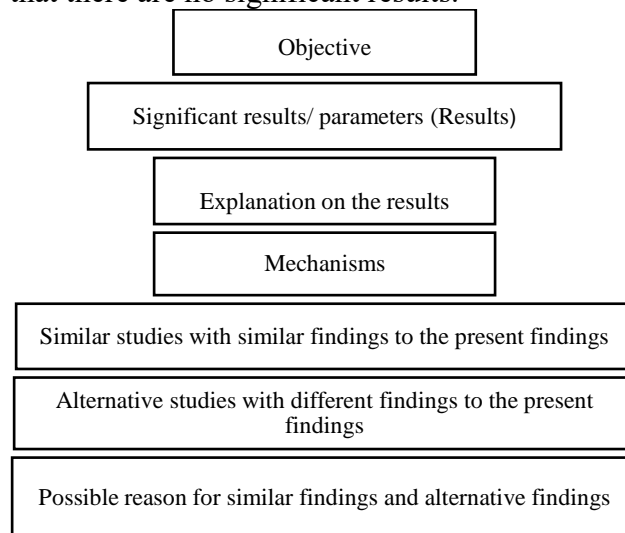 that there are no significant results.
Objective
Significant results/ parameters (Results)
Explanation on the results
Mechanisms
Similar studies with similar findings to the present findings
Alternative studies with different findings to the present
findings
Possible reason for similar findings and alternative findings